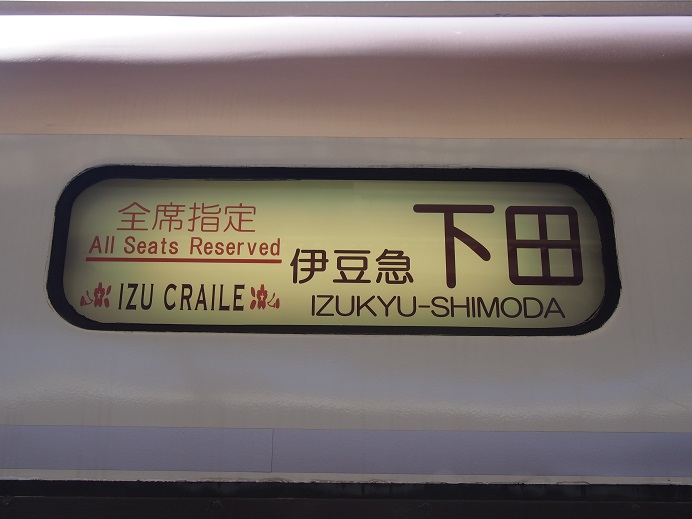 全席指定
All Seats Reserved
IZU CRAILE
伊豆急下田
IZUKYU-SHIMODA